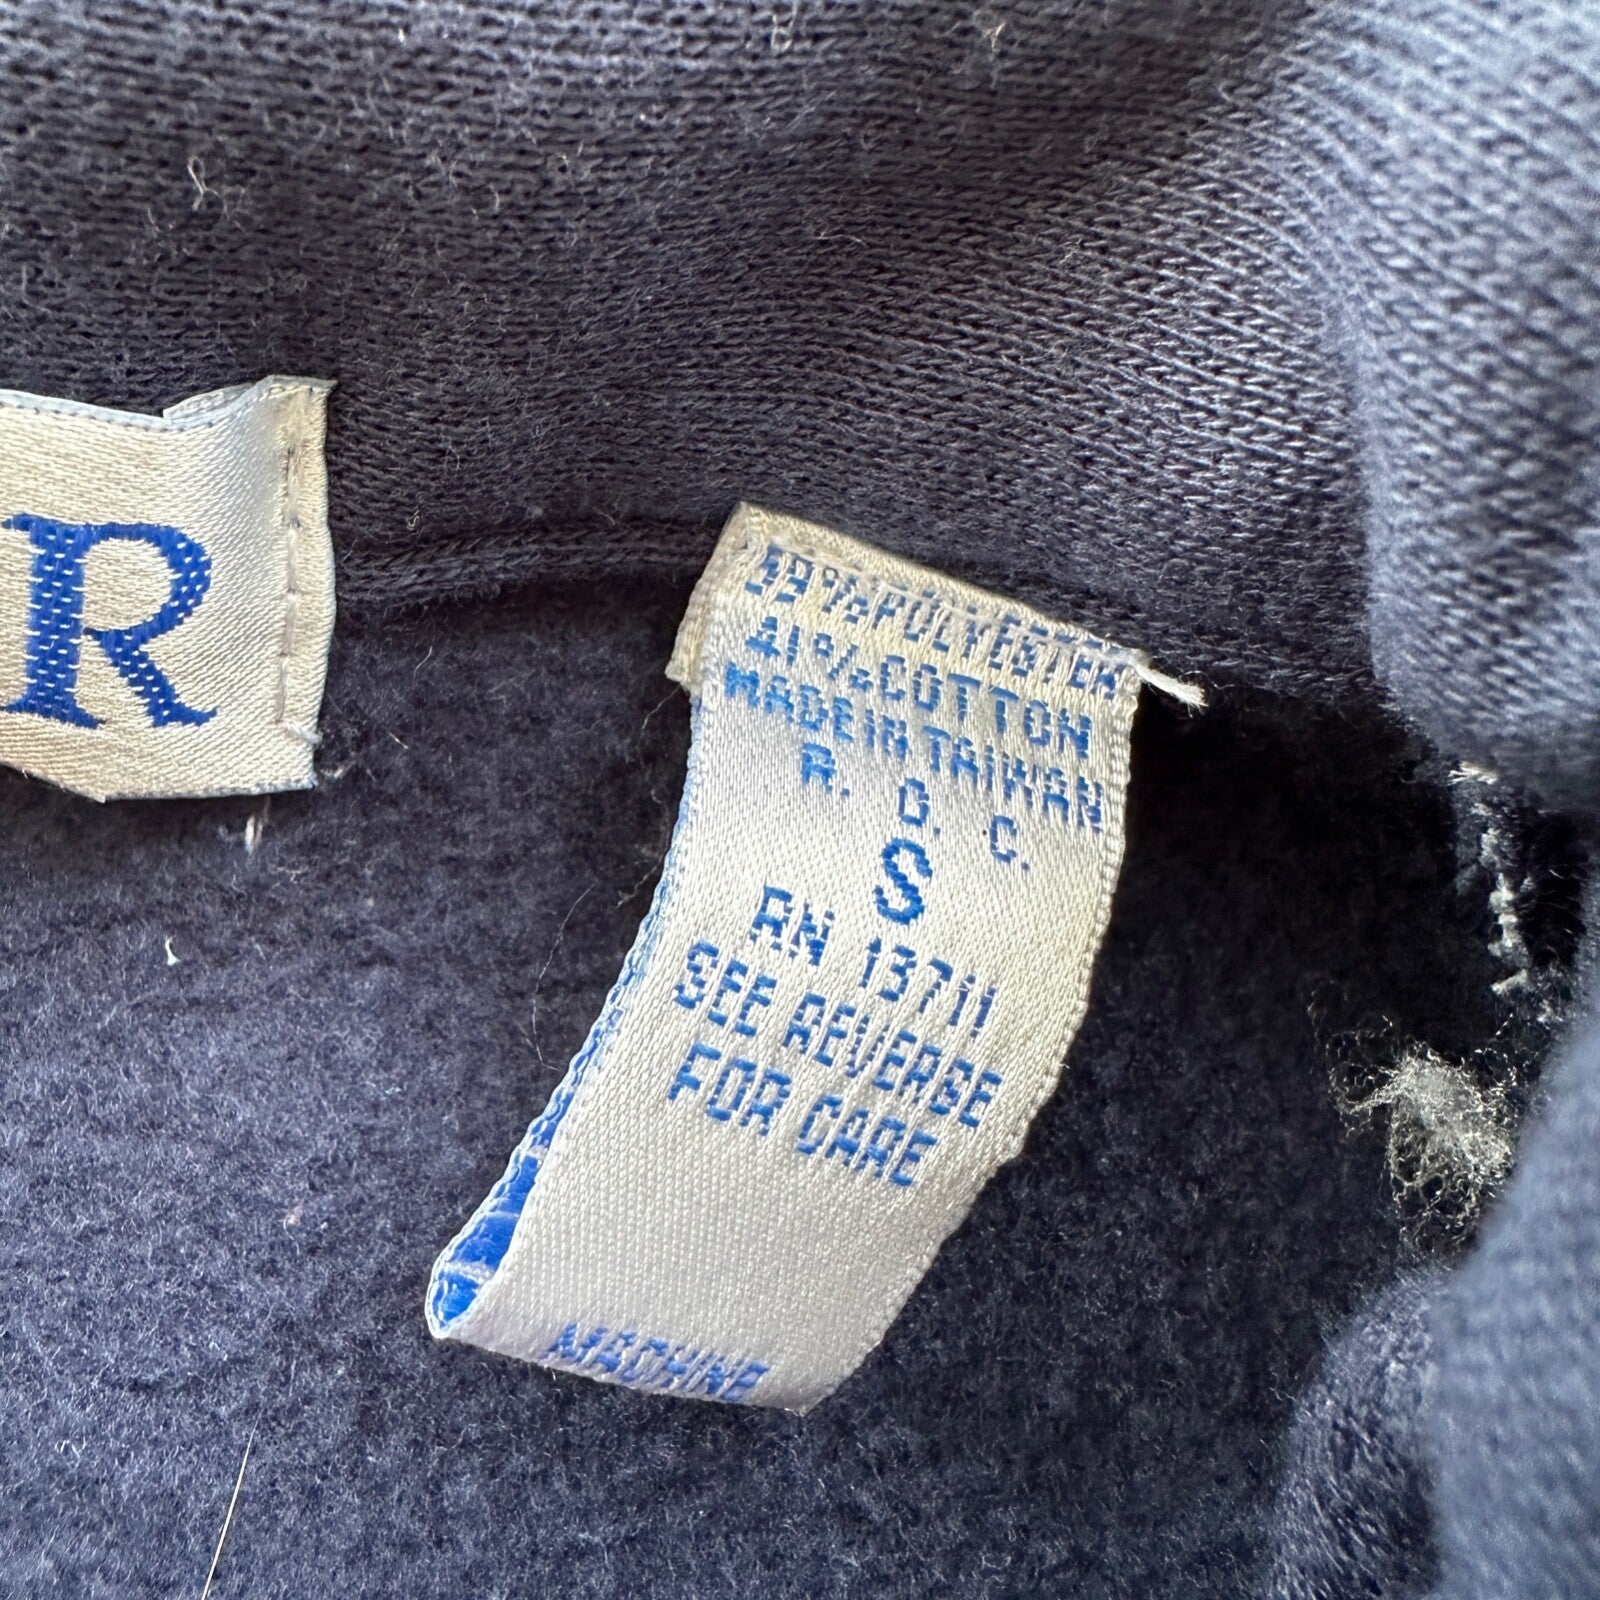 R
59%POLYESTER
41%COTTON
MADE IN TAIWAN
R. O. C.
S
RN 13711
SEE REVERSE
FOR CARE
MACHINE